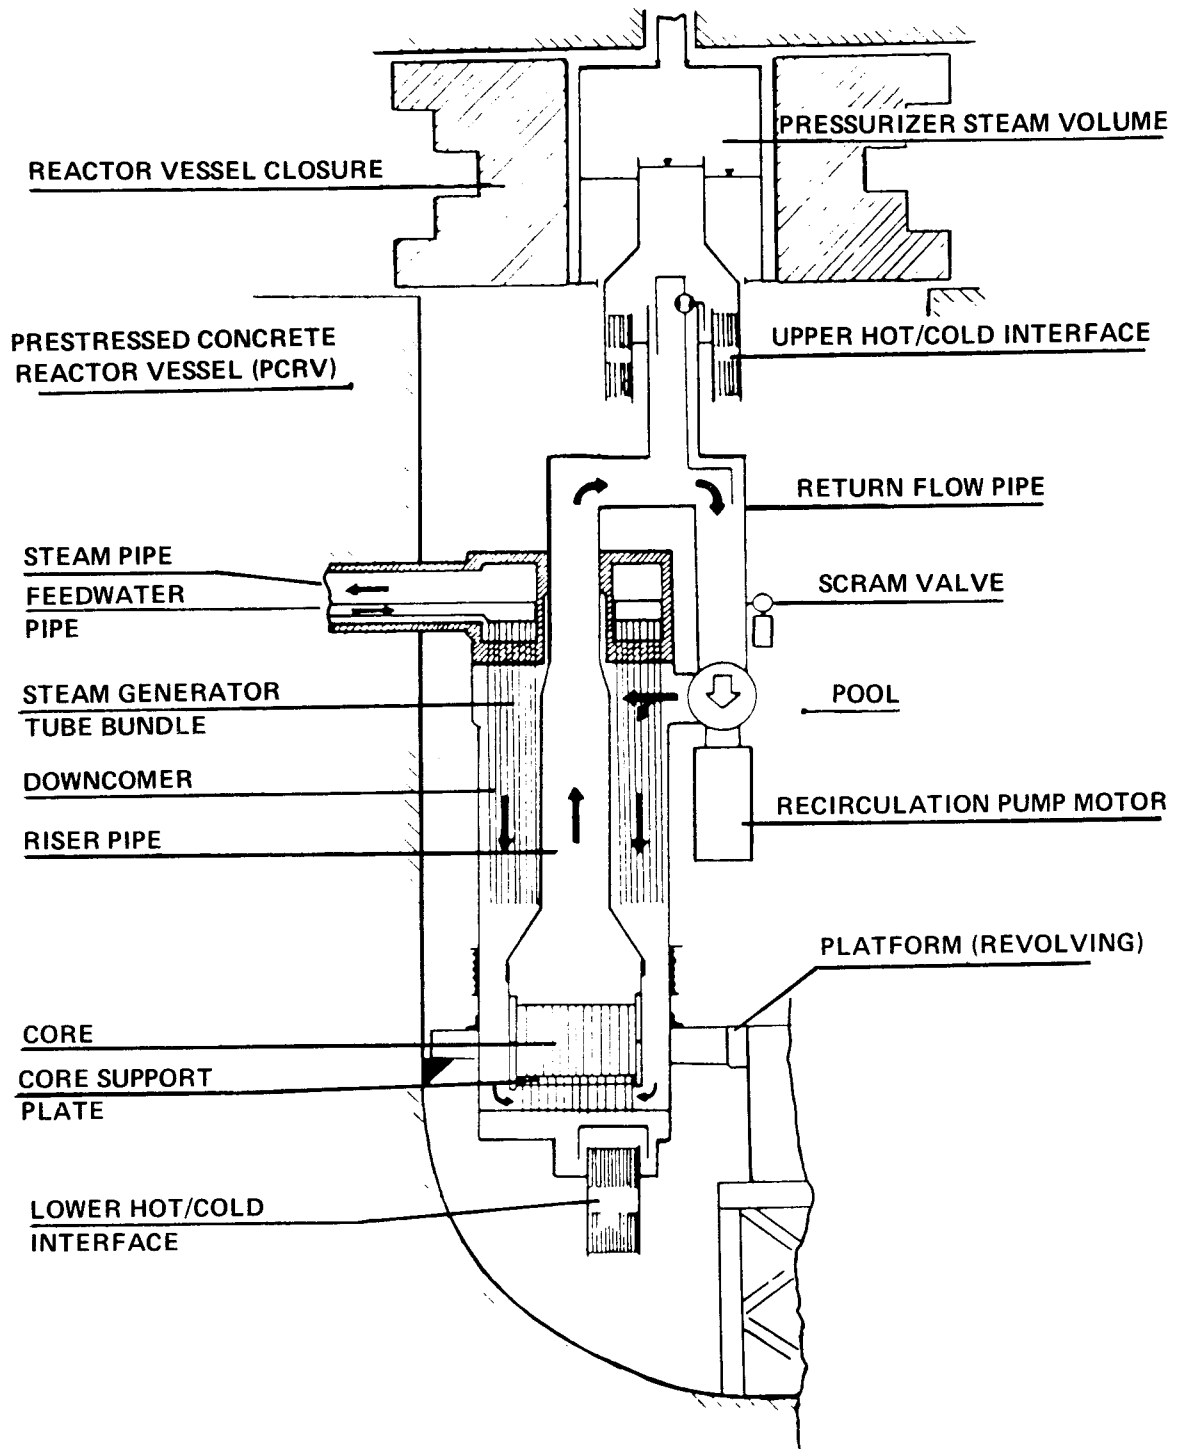 PRESSURIZER STEAM VOLUME
REACTOR VESSEL CLOSURE
PRESTRESSED CONCRETE
REACTOR VESSEL (PCRV)
UPPER HOT/COLD INTERFACE
RETURN FLOW PIPE
STEAM PIPE
FEEDWATER
PIPE
SCRAM VALVE
STEAM GENERATOR
TUBE BUNDLE
POOL
DOWNCOMER
RECIRCULATION PUMP MOTOR
RISER PIPE
PLATFORM (REVOLVING)
CORE
CORE SUPPORT
PLATE
LOWER HOT/COLD
INTERFACE